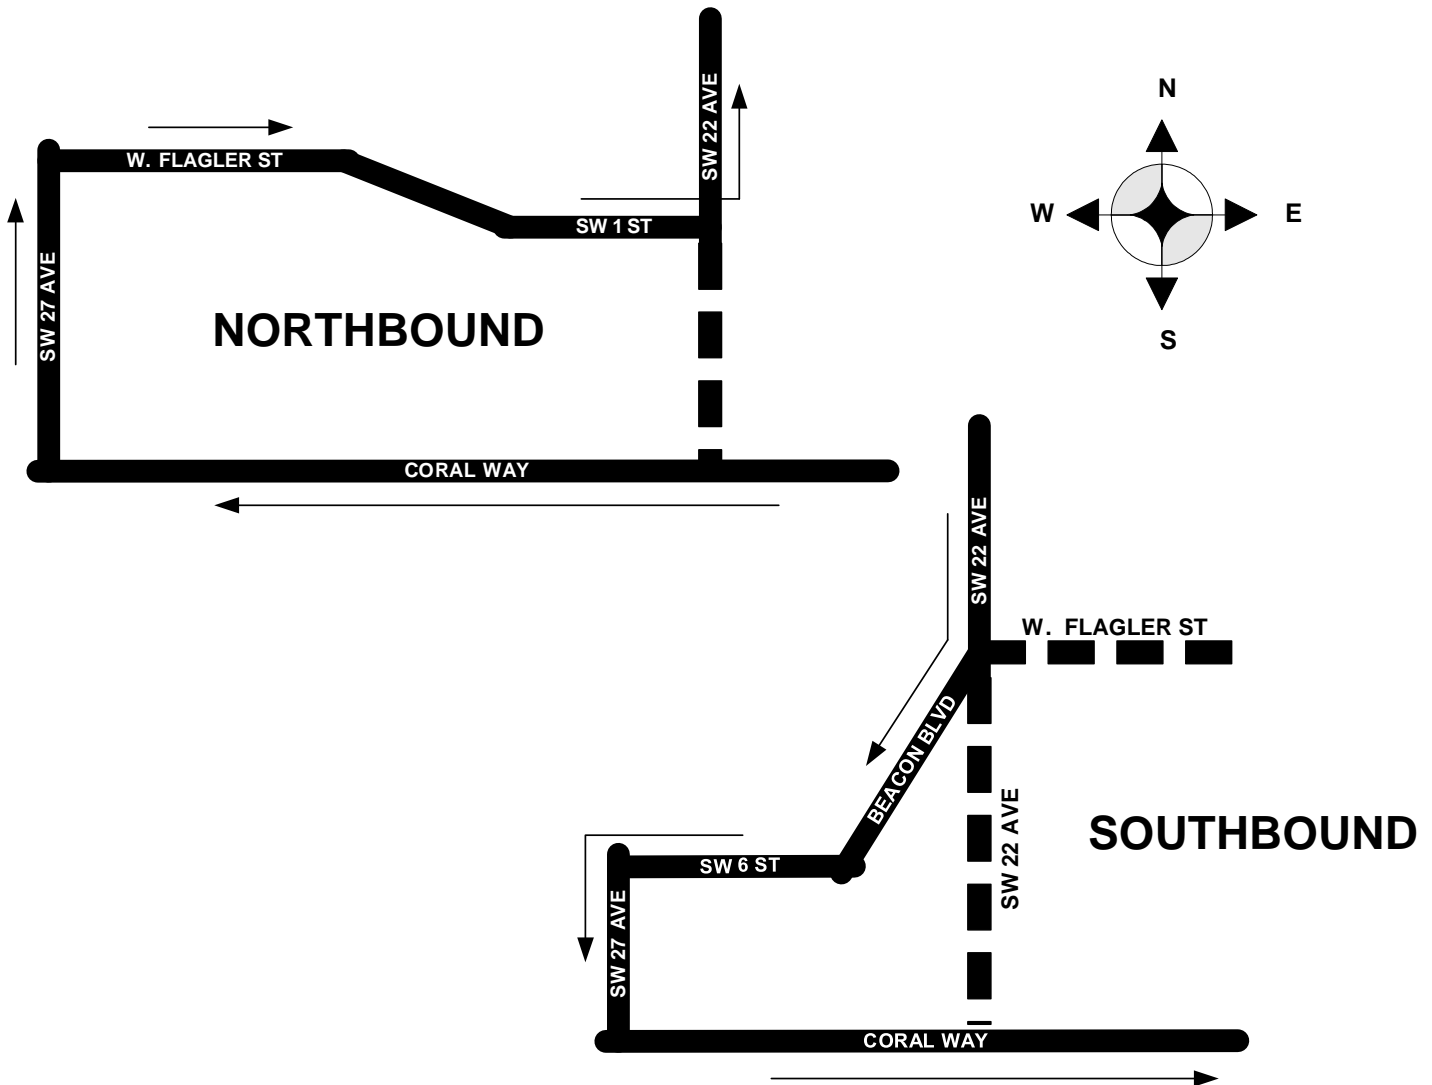 SW 22 AVE
N
W. FLAGLER ST
W
E
SW 1 ST
SW 27 AVE
NORTHBOUND
S
CORAL WAY
SW 22 AVE
W. FLAGLER ST
BEACON BLVD
SW 22 AVE
SOUTHBOUND
SW 6 ST
SW 27 AVE
CORAL WAY